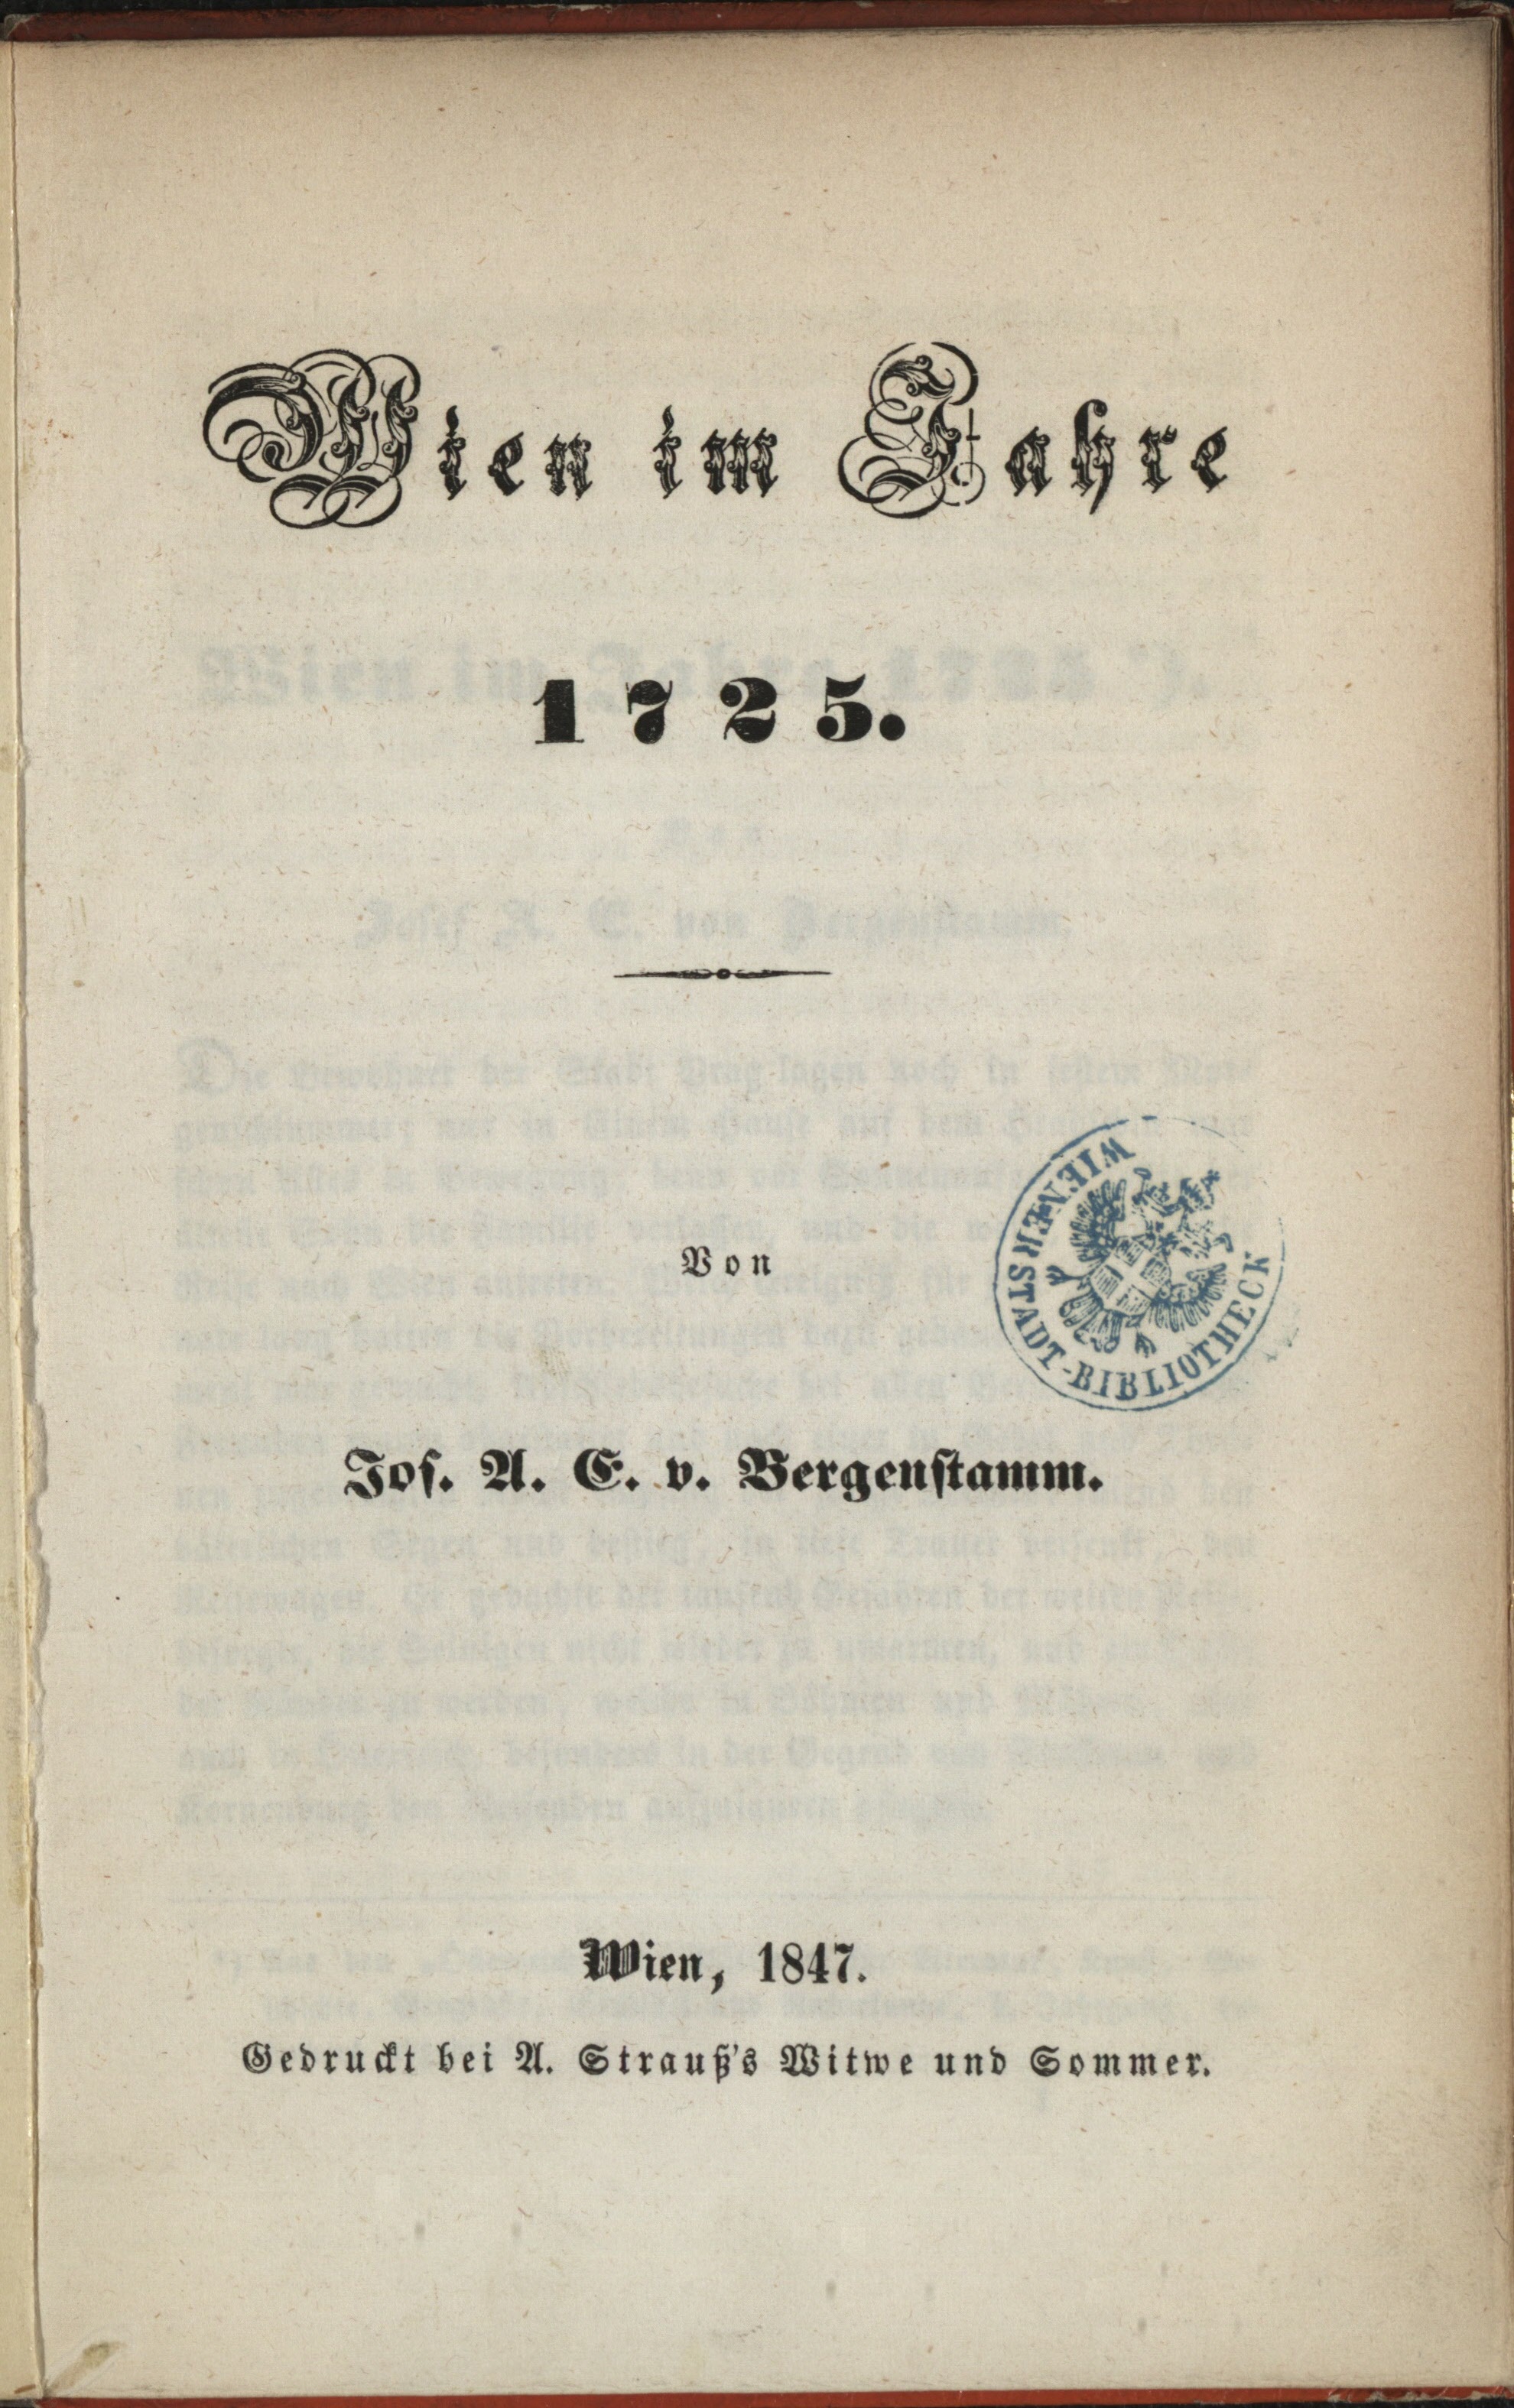 Wien im Jahre
1725.
Von
WIENER STADT-BIBLIOTHECK
Jos. A. E. v. Bergenstamm.
Wien, 1847.
Gedruckt bei A. Strauß's Witwe und Sommer.